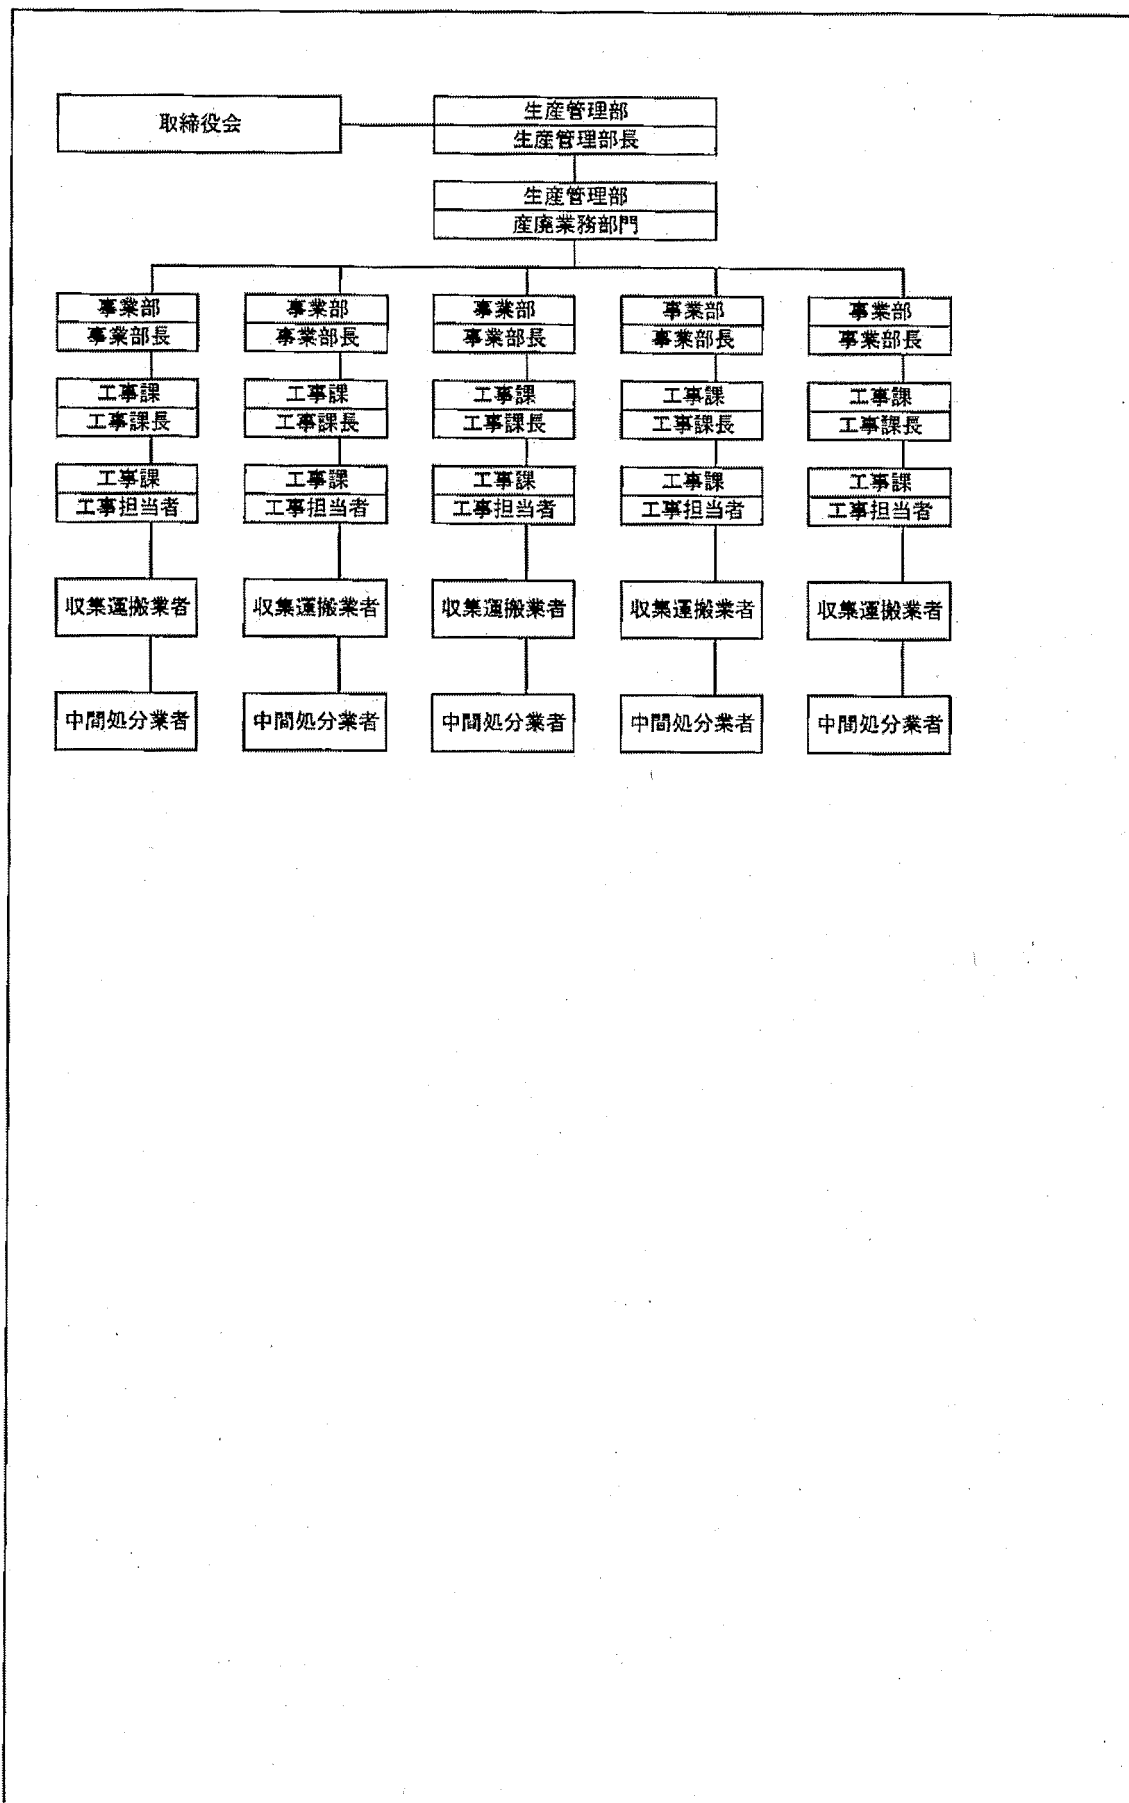 取締役会
生産管理部
生産管理部長
生産管理部
産廃業務部門
事業部
事業部長
事業部
事業部長
事業部
事業部長
事業部
事業部長
事業部
事業部長
工事課
工事課長
工事課
工事課長
工事課
工事課長
工事課
工事課長
工事課
工事課長
工事課
工事担当者
工事課
工事担当者
工事課
工事担当者
工事課
工事担当者
工事課
工事担当者
収集運搬業者
収集運搬業者
収集運搬業者
収集運搬業者
収集運搬業者
中間処分業者
中間処分業者
中間処分業者
中間処分業者
中間処分業者